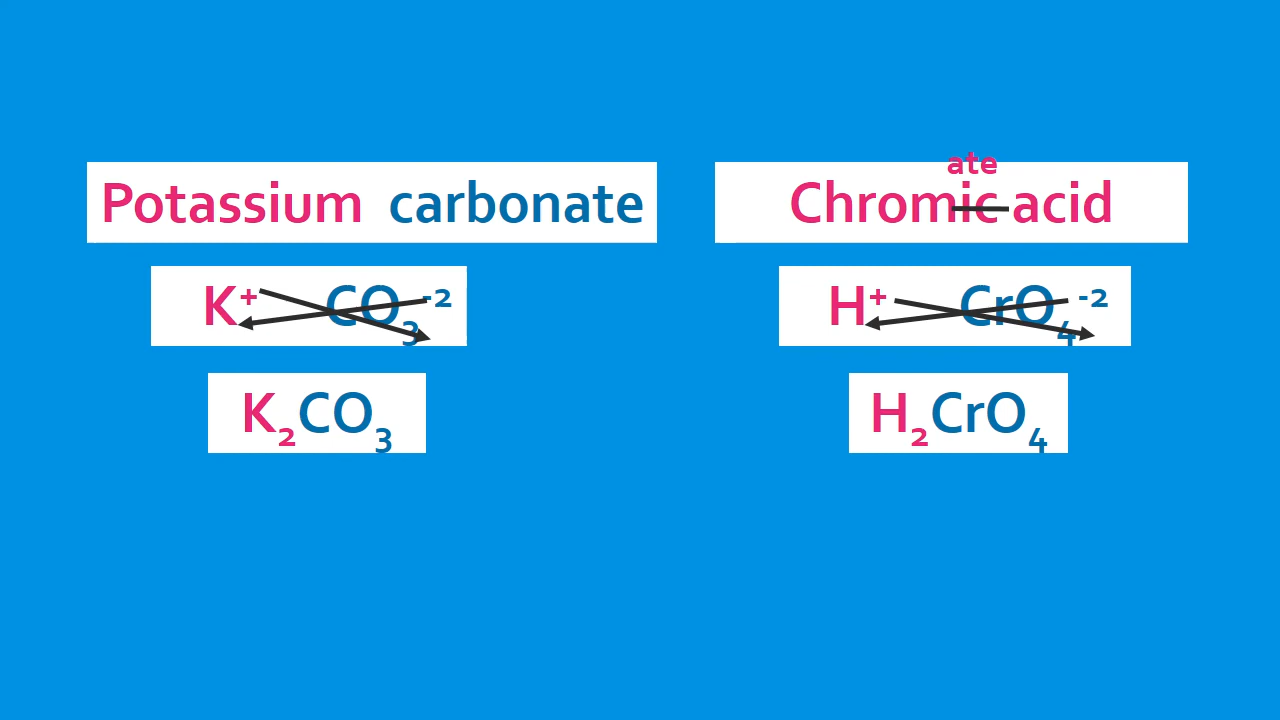 Potassium carbonate
K⁺ CO₃⁻²
K₂CO₃
ate
Chromic acid
H⁺ CrO₄⁻²
H₂CrO₄